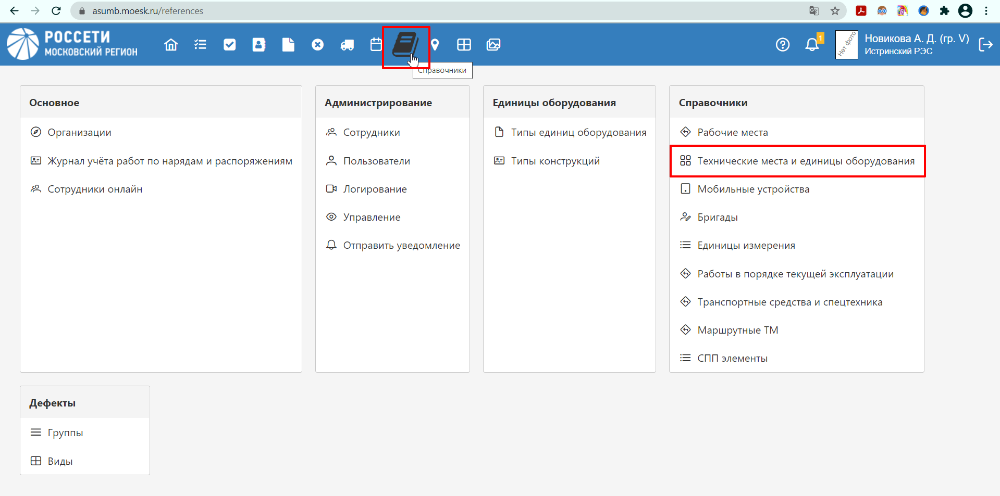 asumb.moesk.ru/references
РОССЕТИ
МОСКОВСКИЙ РЕГИОН
1
Нет фото
Новикова А. Д. (гр. V)
Истринский РЭС
Справочники
Основное
Организации
Журнал учёта работ по нарядам и распоряжениям
Сотрудники онлайн
Администрирование
Сотрудники
Пользователи
Логирование
Управление
Отправить уведомление
Единицы оборудования
Типы единиц оборудования
Типы конструкций
Справочники
Рабочие места
Технические места и единицы оборудования
Мобильные устройства
Бригады
Единицы измерения
Работы в порядке текущей эксплуатации
Транспортные средства и спецтехника
Маршрутные ТМ
СПП элементы
Дефекты
Группы
Виды